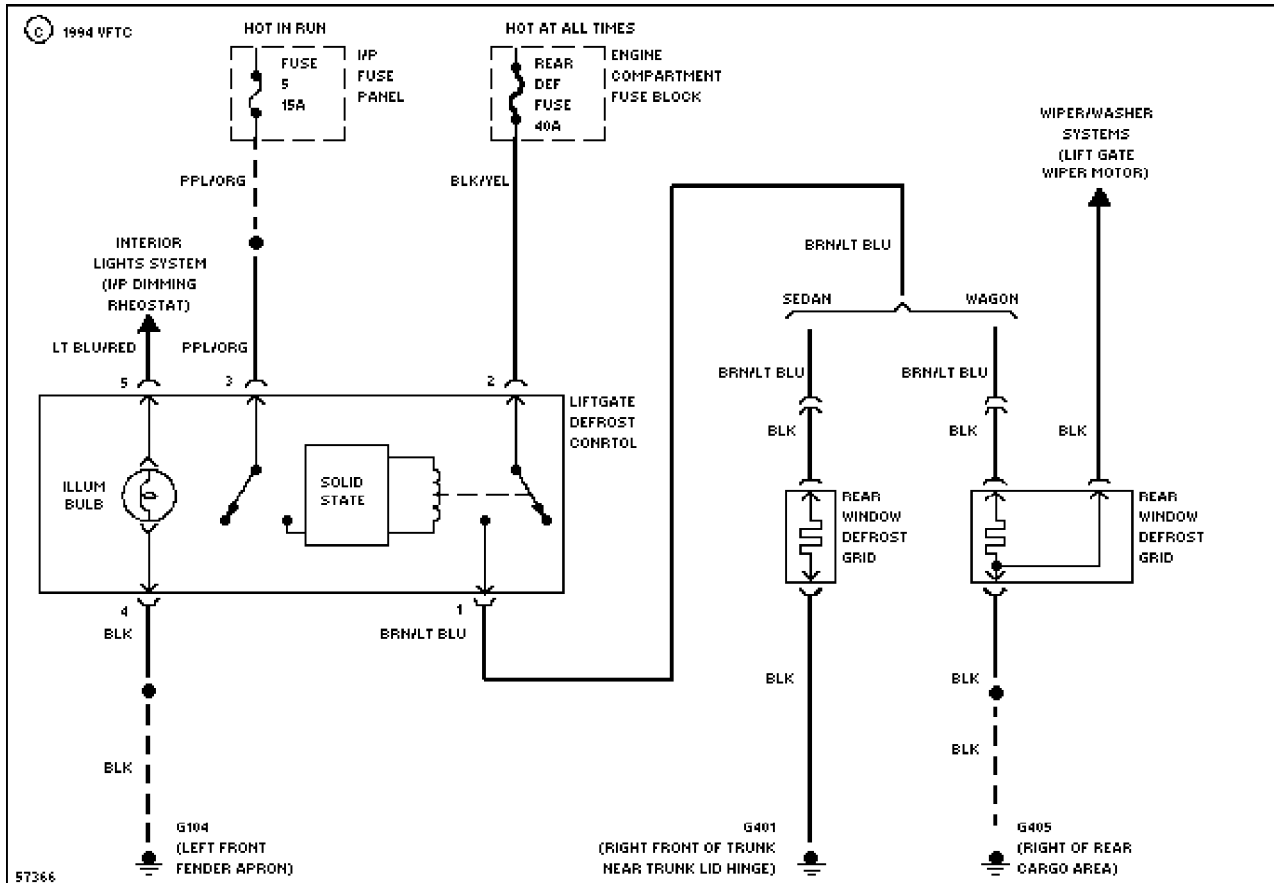 C 1994 VFTC
HOT IN RUN
HOT AT ALL TIMES
FUSE
5
15A
I/P
FUSE
PANEL
REAR
DEF
FUSE
40A
ENGINE
COMPARTMENT
FUSE BLOCK
WIPER/WASHER
SYSTEMS
(LIFT GATE
WIPER MOTOR)
PPL/ORG
BLK/YEL
INTERIOR
LIGHTS SYSTEM
(I/P DIMMING
RHEOSTAT)
BRN/LT BLU
SEDAN
WAGON
LT BLU/RED
PPL/ORG
5
3
2
BRN/LT BLU
BRN/LT BLU
LIFTGATE
DEFROST
CONRTOL
BLK
BLK
BLK
ILLUM
BULB
SOLID
STATE
REAR
WINDOW
DEFROST
GRID
REAR
WINDOW
DEFROST
GRID
4
1
BLK
BRN/LT BLU
BLK
BLK
BLK
BLK
G104
(LEFT FRONT
FENDER APRON)
G401
(RIGHT FRONT OF TRUNK
NEAR TRUNK LID HINGE)
G405
(RIGHT OF REAR
CARGO AREA)
57366